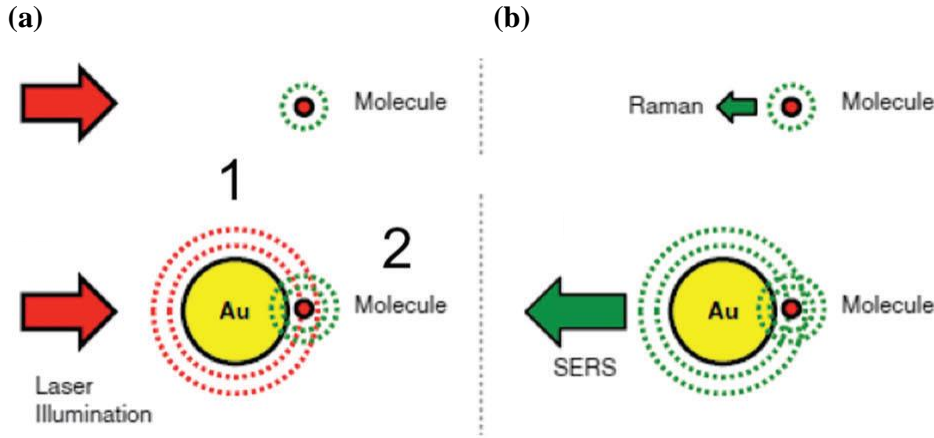 (a)
(b)
Molecule
Raman
Molecule
1
2
Au
Molecule
Laser
Illumination
Au
Molecule
SERS